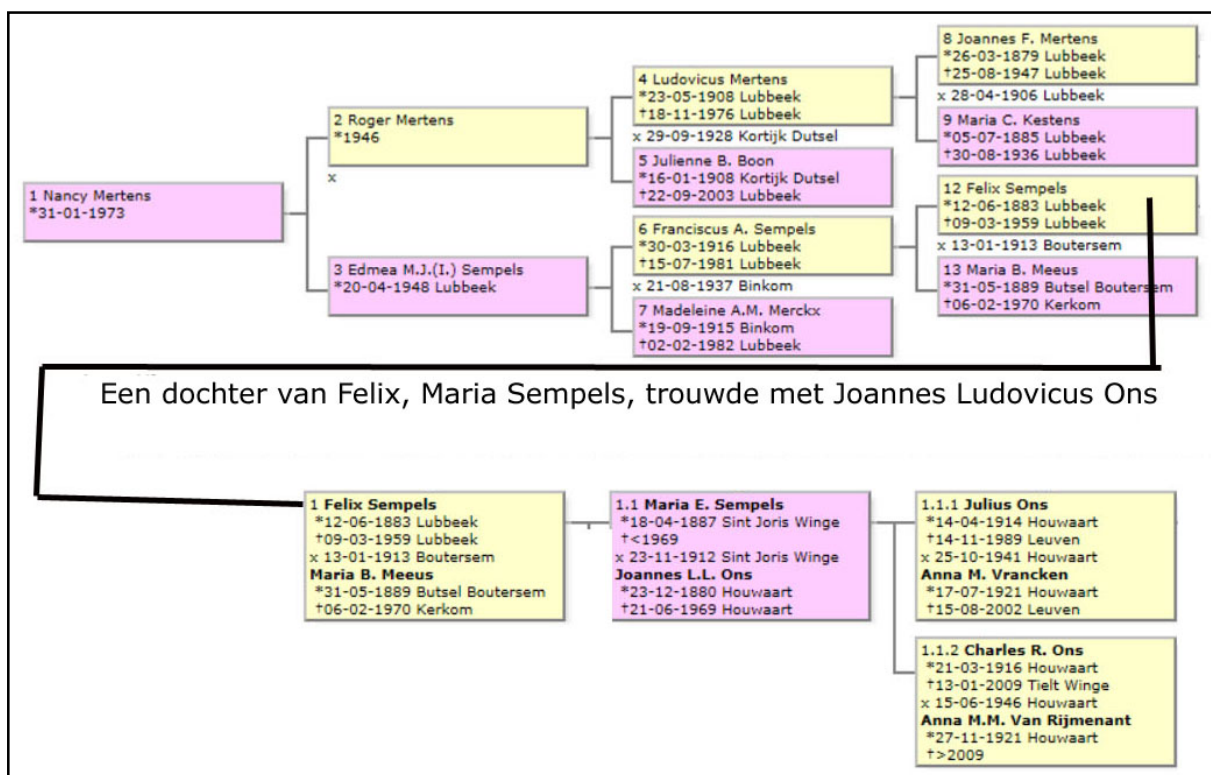 1 Nancy Mertens
*31-01-1973
2 Roger Mertens
*1946
x
3 Edmea M.J.(I.) Sempels
*20-04-1948 Lubbeek
4 Ludovicus Mertens
*23-05-1908 Lubbeek
†18-11-1976 Lubbeek
x 29-09-1928 Kortijk Dutsel
5 Julienne B. Boon
*16-01-1908 Kortijk Dutsel
†22-09-2003 Lubbeek
6 Franciscus A. Sempels
*30-03-1916 Lubbeek
†15-07-1981 Lubbeek
x 21-08-1937 Binkom
7 Madeleine A.M. Merckx
*19-09-1915 Binkom
†02-02-1982 Lubbeek
8 Joannes F. Mertens
*26-03-1879 Lubbeek
†25-08-1947 Lubbeek
x 28-04-1906 Lubbeek
9 Maria C. Kestens
*05-07-1885 Lubbeek
†30-08-1936 Lubbeek
12 Felix Sempels
*12-06-1883 Lubbeek
†09-03-1959 Lubbeek
x 13-01-1913 Boutersem
13 Maria B. Meeus
*31-05-1889 Butsel Boutersem
†06-02-1970 Kerkom
Een dochter van Felix, Maria Sempels, trouwde met Joannes Ludovicus Ons
1 Felix Sempels
*12-06-1883 Lubbeek
†09-03-1959 Lubbeek
x 13-01-1913 Boutersem
Maria B. Meeus
*31-05-1889 Butsel Boutersem
†06-02-1970 Kerkom
1.1 Maria E. Sempels
*18-04-1887 Sint Joris Winge
†<1969
x 23-11-1912 Sint Joris Winge
Joannes L.L. Ons
*23-12-1880 Houwaart
†21-06-1969 Houwaart
1.1.1 Julius Ons
*14-04-1914 Houwaart
†14-11-1989 Leuven
x 25-10-1941 Houwaart
Anna M. Vrancken
*17-07-1921 Houwaart
†15-08-2002 Leuven
1.1.2 Charles R. Ons
*21-03-1916 Houwaart
†13-01-2009 Tielt Winge
x 15-06-1946 Houwaart
Anna M.M. Van Rijmenant
*27-11-1921 Houwaart
†>2009